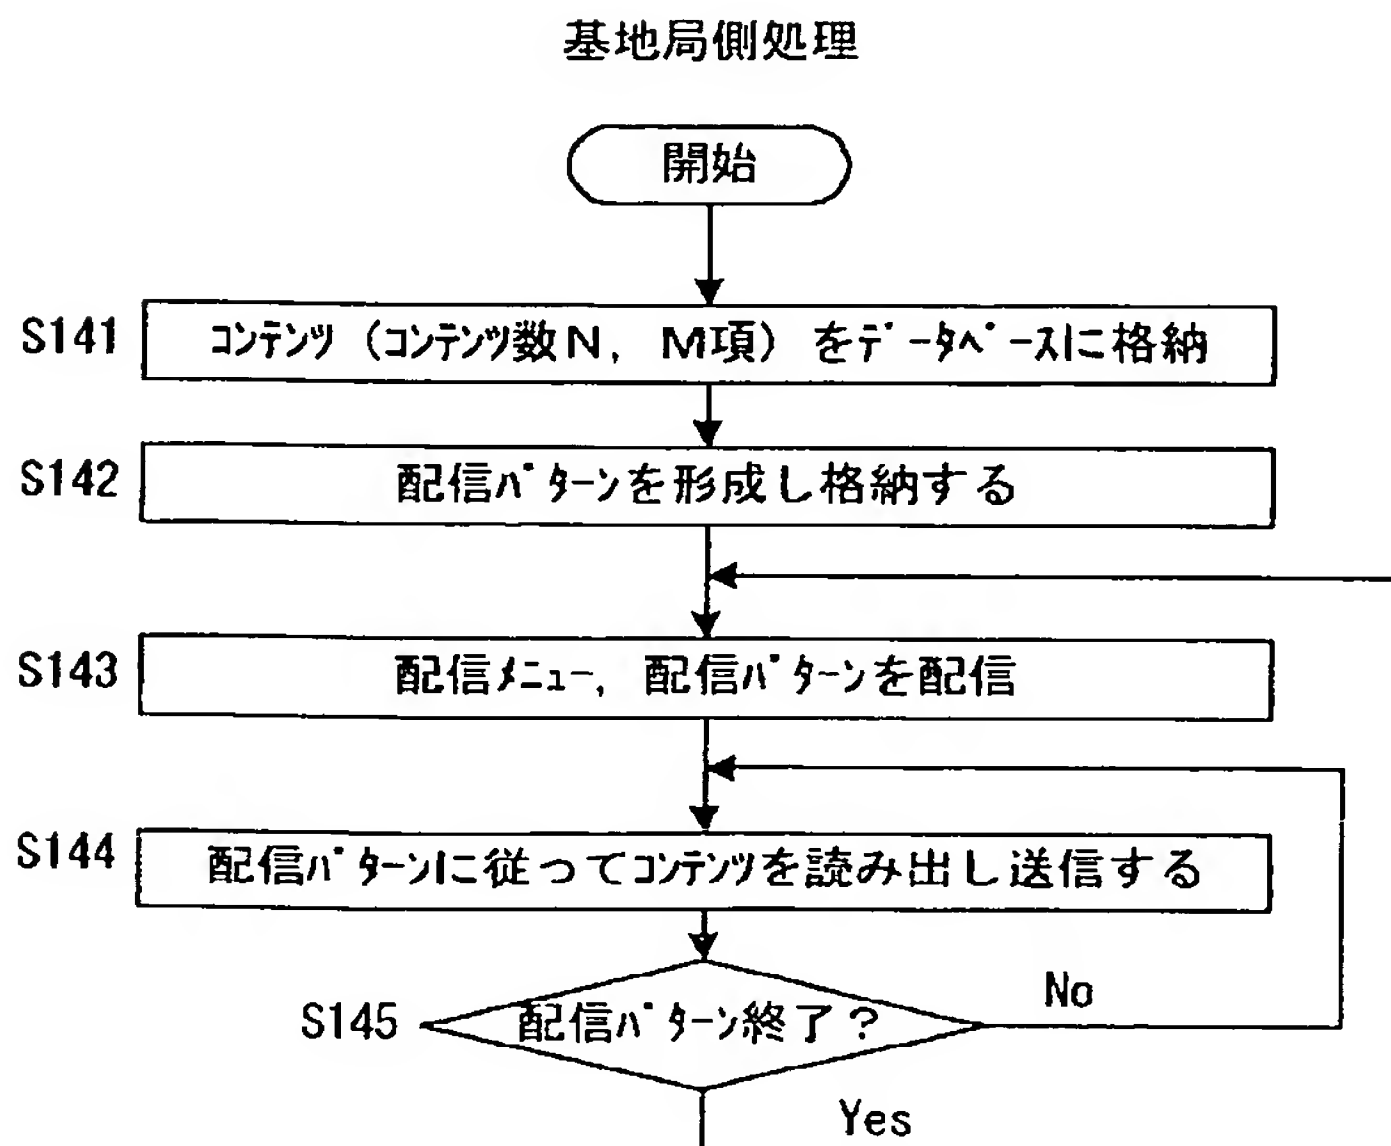 基地局側処理
開始
S141 コンテンツ（コンテンツ数N，M項）をデータベースに格納
S142 配信パターンを形成し格納する
S143 配信メニュー，配信パターンを配信
S144 配信パターンに従ってコンテンツを読み出し送信する
S145 配信パターン終了？
No
Yes